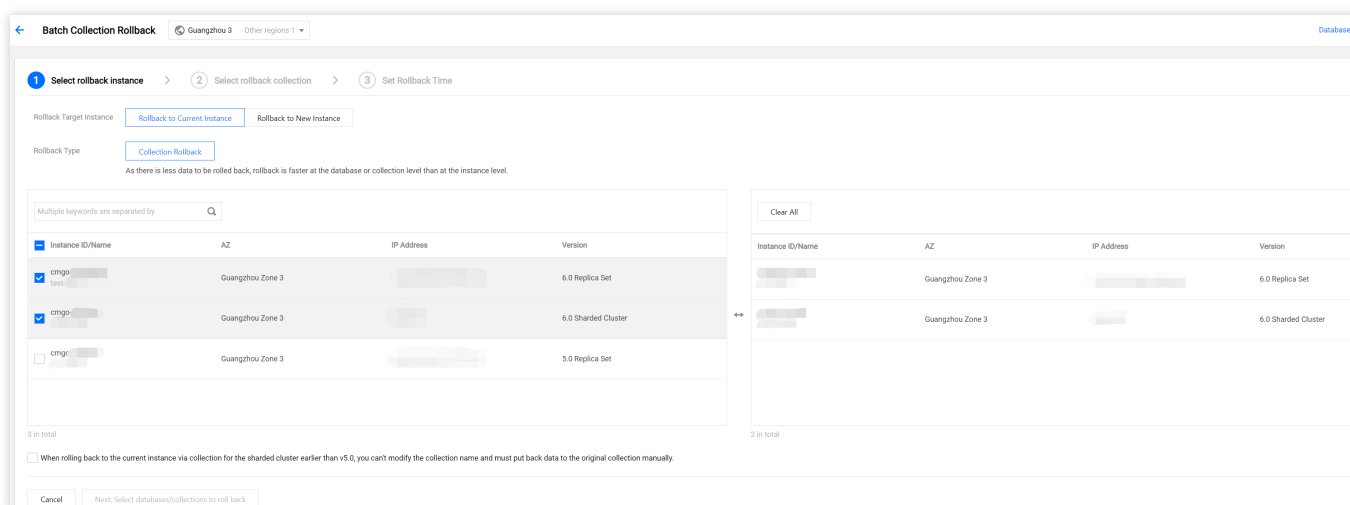 Batch Collection Rollback
Guangzhou 3 Other regions 1
Database
1 Select rollback instance > 2 Select rollback collection > 3 Set Rollback Time
RollBack Target Instance Rollback to Current Instance Rollback to New Instance
Rollback Type Collection Rollback
As there is less data to be rolled back, rollback is faster at the database or collection level than at the instance level.
Multiple keywords are separated by
Instance ID/Name AZ IP Address Version
cmgo-
test- Guangzhou Zone 3 6.0 Replica Set
cmgo-
Guangzhou Zone 3 6.0 Sharded Cluster
cmgo
Guangzhou Zone 3 5.0 Replica Set
3 in total
Clear All
Instance ID/Name AZ IP Address Version
Guangzhou Zone 3 6.0 Replica Set
Guangzhou Zone 3 6.0 Sharded Cluster
2 in total
When rolling back to the current instance via collection for the sharded cluster earlier than v5.0, you can't modify the collection name and must put back data to the original collection manually.
Cancel Next: Select databases/collections to roll back